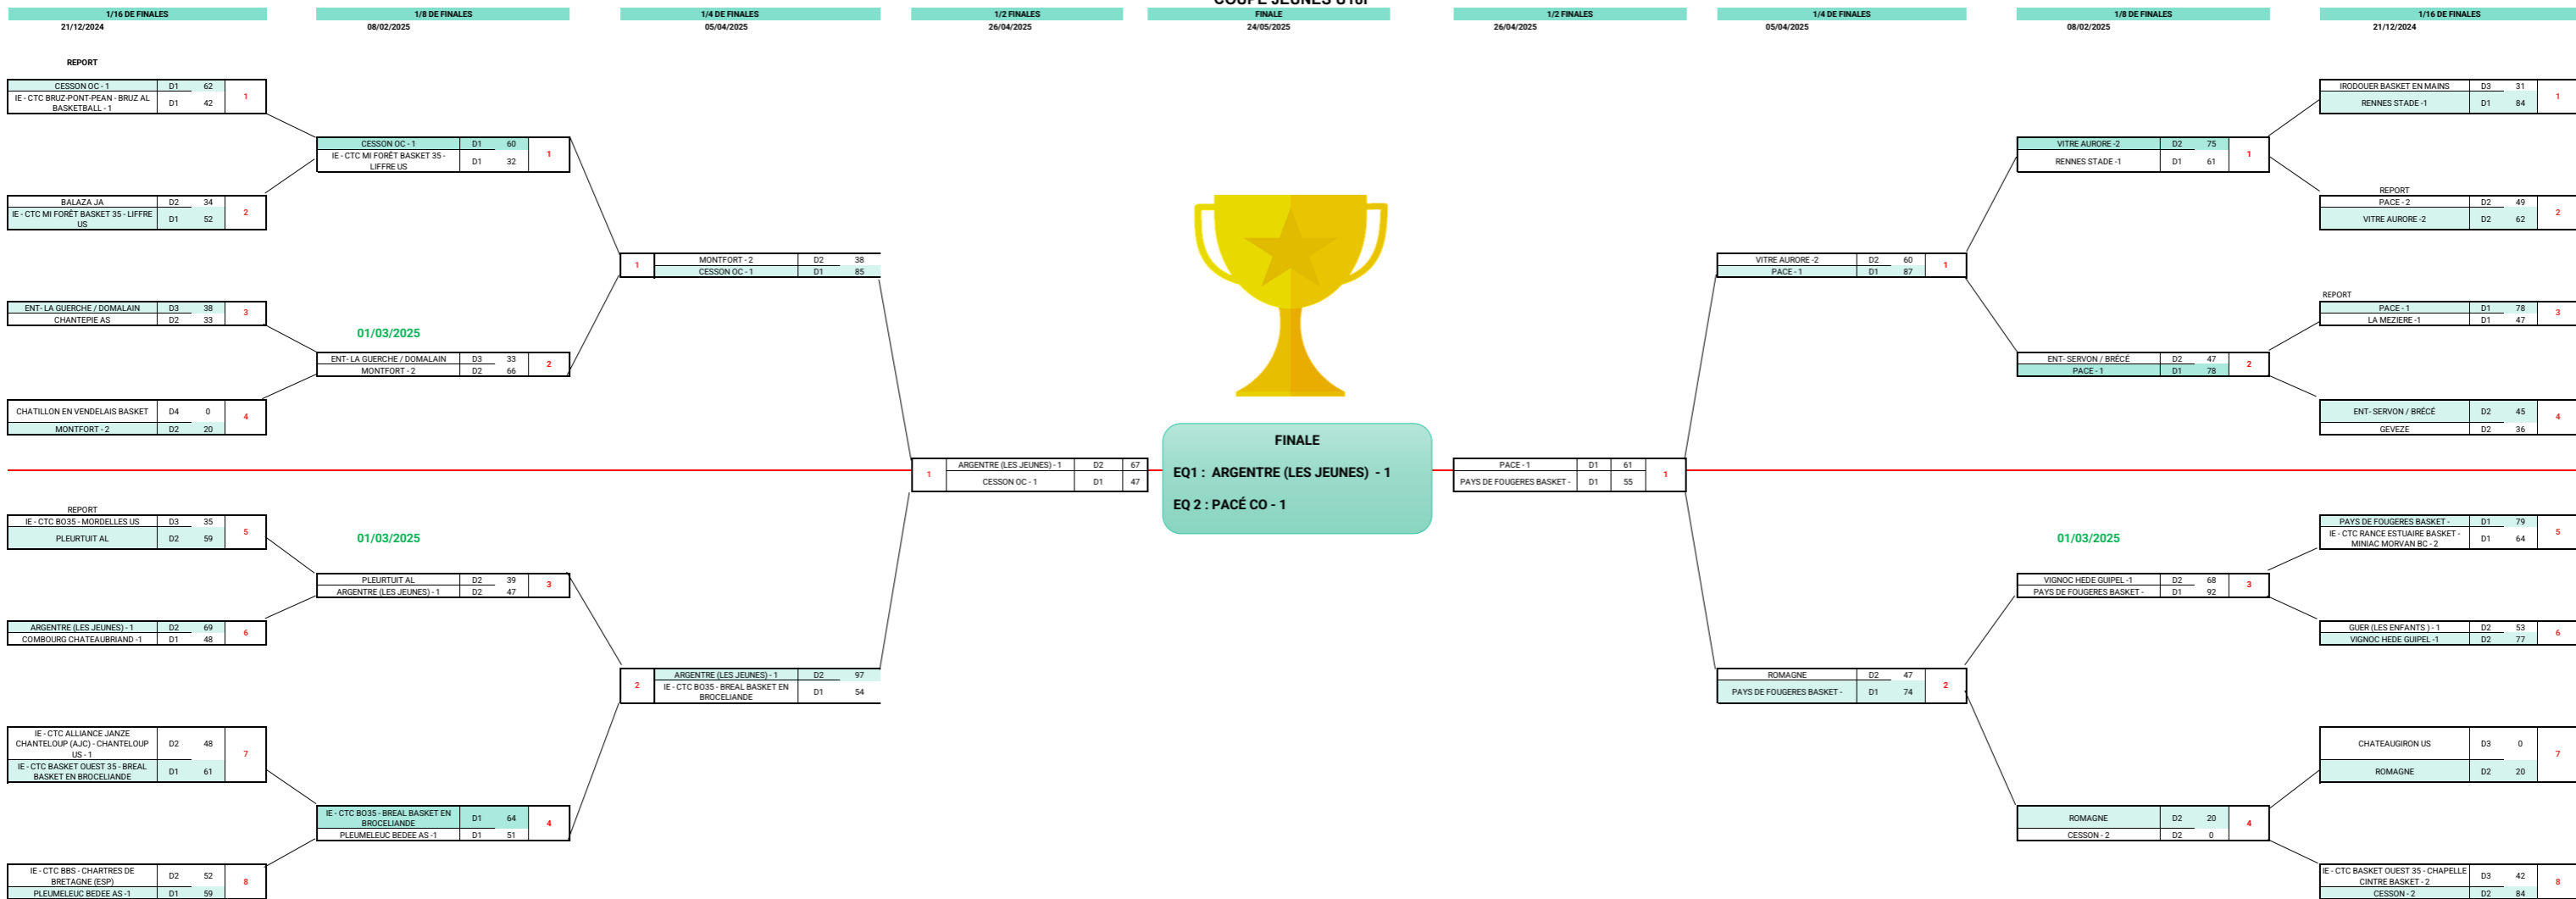 1/16 DE FINALES 1/8 DE FINALES 1/4 DE FINALES 1/2 FINALES FINALE 1/2 FINALES 1/4 DE FINALES 1/8 DE FINALES 1/16 DE FINALES
21/12/2024 08/02/2025 05/04/2025 26/04/2025 24/05/2025 26/04/2025 05/04/2025 08/02/2025 21/12/2024
REPORT
CESSON OC - 1 D1 62
IE - CTC BRUZ-PONT-PEAN - BRUZ AL
BASKETBALL - 1 D1 42
1
BALAZA JA D2 34
IE - CTC MI FORÊT BASKET 35 - LIFFRE
US D1 52
2
ENT- LA GUERCHE / DOMALAIN D3 38
CHANTEPIE AS D2 33
3
CHATILLON EN VENDELAIS BASKET D4 0
MONTFORT - 2 D2 20
4
REPORT
IE - CTC BO35 - MORDELLES US D3 35
PLEURTUIT AL D2 59
5
ARGENTRE (LES JEUNES) - 1 D2 69
COMBOURG CHATEAUBRIAND -1 D1 48
6
IE - CTC ALLIANCE JANZE
CHANTELOUP (AJC) - CHANTELOUP
US - 1 D2 48
IE - CTC BASKET OUEST 35 - BREAL
BASKET EN BROCELIANDE D1 61
7
IE - CTC BBS - CHARTRES DE
BRETAGNE (ESP) D2 52
PLEUMELEUC BEDEE AS -1 D1 59
8
CESSON OC - 1 D1 60
IE - CTC MI FORÊT BASKET 35 -
LIFFRE US D1 32
1
01/03/2025
ENT- LA GUERCHE / DOMALAIN D3 33
MONTFORT - 2 D2 66
2
01/03/2025
PLEURTUIT AL D2 39
ARGENTRE (LES JEUNES) - 1 D2 47
3
IE - CTC BO35 - BREAL BASKET EN
BROCELIANDE D1 64
PLEUMELEUC BEDEE AS -1 D1 51
4
1
MONTFORT - 2 D2 38
CESSON OC - 1 D1 85
2
ARGENTRE (LES JEUNES) - 1 D2 97
IE - CTC BO35 - BREAL BASKET EN
BROCELIANDE D1 54
1
ARGENTRE (LES JEUNES) - 1 D2 67
CESSON OC - 1 D1 47
FINALE
EQ1 : ARGENTRE (LES JEUNES) - 1
EQ 2 : PACÉ CO - 1
PACE - 1 D1 61
PAYS DE FOUGERES BASKET - D1 55
1
VITRE AURORE -2 D2 60
PACE - 1 D1 87
1
ROMAGNE D2 47
PAYS DE FOUGERES BASKET - D1 74
2
VITRE AURORE -2 D2 75
RENNES STADE -1 D1 61
1
ENT- SERVON / BRÉCÉ D2 47
PACE - 1 D1 78
2
01/03/2025
VIGNOC HEDE GUIPEL -1 D2 68
PAYS DE FOUGERES BASKET - D1 92
3
ROMAGNE D2 20
CESSON - 2 D2 0
4
IRODOUER BASKET EN MAINS D3 31
RENNES STADE -1 D1 84
1
REPORT
PACE - 2 D2 49
VITRE AURORE -2 D2 62
2
REPORT
PACE - 1 D1 78
LA MEZIERE -1 D1 47
3
ENT- SERVON / BRÉCÉ D2 45
GEVEZE D2 36
4
PAYS DE FOUGERES BASKET - D1 79
IE - CTC RANCE ESTUAIRE BASKET -
MINIAC MORVAN BC - 2 D1 64
5
GUER (LES ENFANTS ) - 1 D2 53
VIGNOC HEDE GUIPEL -1 D2 77
6
CHATEAUGIRON US D3 0
ROMAGNE D2 20
7
IE - CTC BASKET OUEST 35 - CHAPELLE
CINTRE BASKET - 2 D3 42
CESSON - 2 D2 84
8